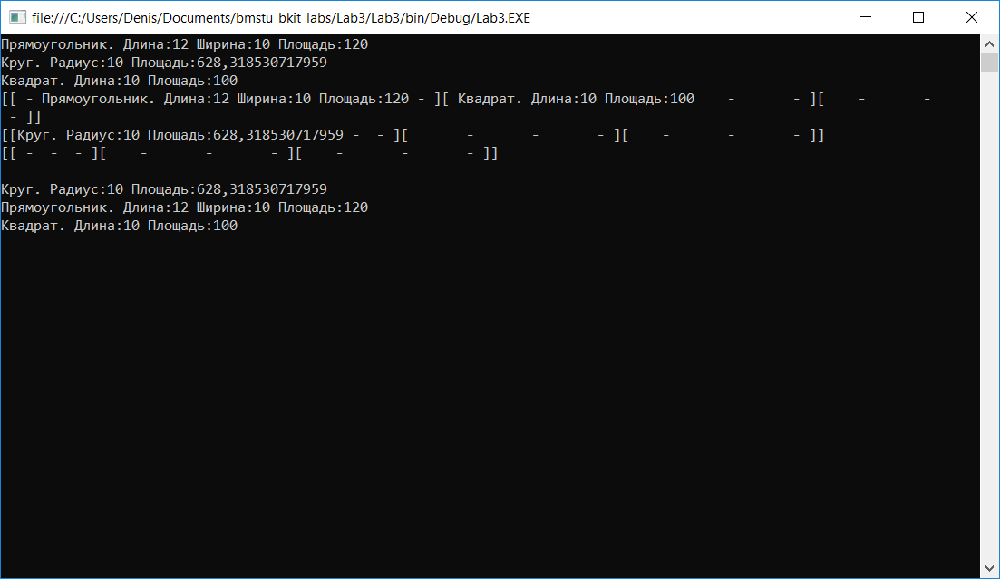 file:///C:/Users/Denis/Documents/bmstu_bkit_labs/Lab3/Lab3/bin/Debug/Lab3.EXE
Прямоугольник. Длина:12 Ширина:10 Площадь:120
Круг. Радиус:10 Площадь:628,318530717959
Квадрат. Длина:10 Площадь:100
[[ - Прямоугольник. Длина:12 Ширина:10 Площадь:120 - ][ Квадрат. Длина:10 Площадь:100    -       - ][    -       -
 - ]]
[[Круг. Радиус:10 Площадь:628,318530717959 -  - ][       -       -       - ][    -       -       - ]]
[[ -  -  - ][    -       -       - ][    -       -       - ]]
Круг. Радиус:10 Площадь:628,318530717959
Прямоугольник. Длина:12 Ширина:10 Площадь:120
Квадрат. Длина:10 Площадь:100